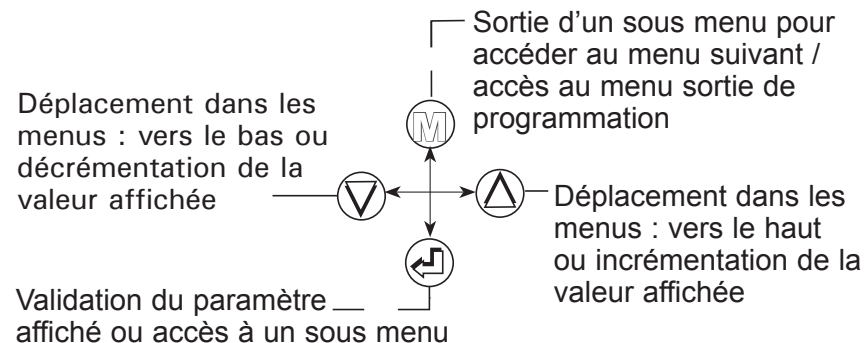 Sortie d'un sous menu pour
accéder au menu suivant /
accès au menu sortie de
programmation
Déplacement dans les
menus : vers le bas ou
décrémentation de la
valeur affichée
M
Déplacement dans les
menus : vers le haut
ou incrémentation de la
valeur affichée
Validation du paramètre
affiché ou accès à un sous menu